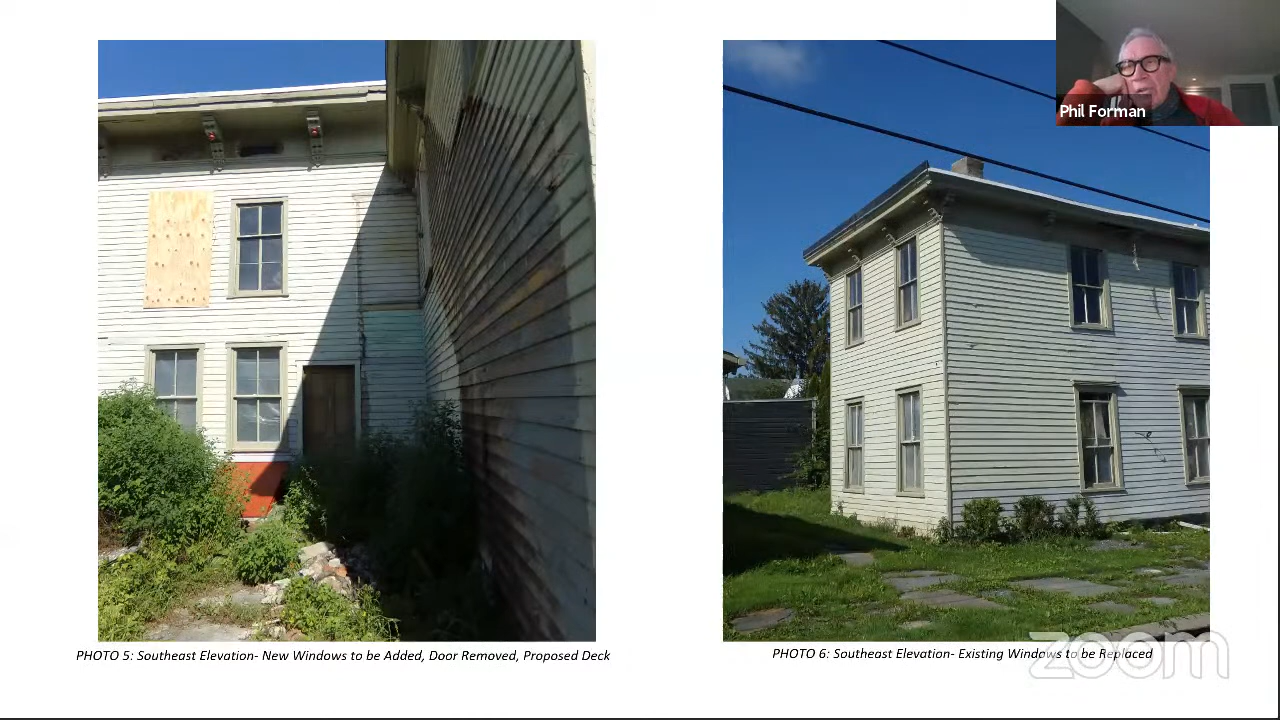 Phil Forman
PHOTO 5: Southeast Elevation- New Windows to be Added, Door Removed, Proposed Deck
PHOTO 6: Southeast Elevation- Existing Windows to be Replaced
zoom